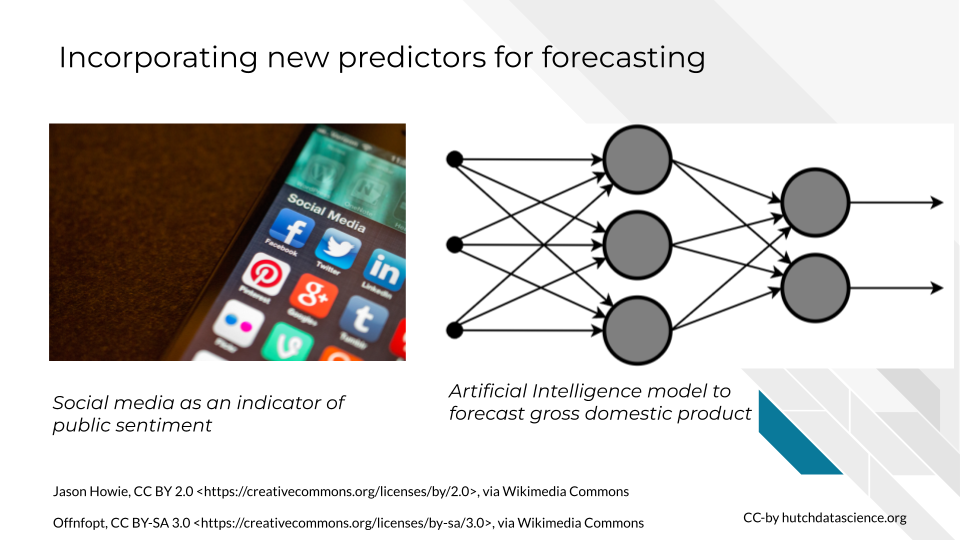 Incorporating new predictors for forecasting
Verizon
Social Media
Facebook
Twitter
LinkedIn
Pinterest
Google+
Tumblr
Flickr
Social media as an indicator of
public sentiment
Artificial Intelligence model to
forecast gross domestic product
Jason Howie, CC BY 2.0 <https://creativecommons.org/licenses/by/2.0>, via Wikimedia Commons
Offnfopt, CC BY-SA 3.0 <https://creativecommons.org/licenses/by-sa/3.0>, via Wikimedia Commons
CC-by hutchdatascience.org